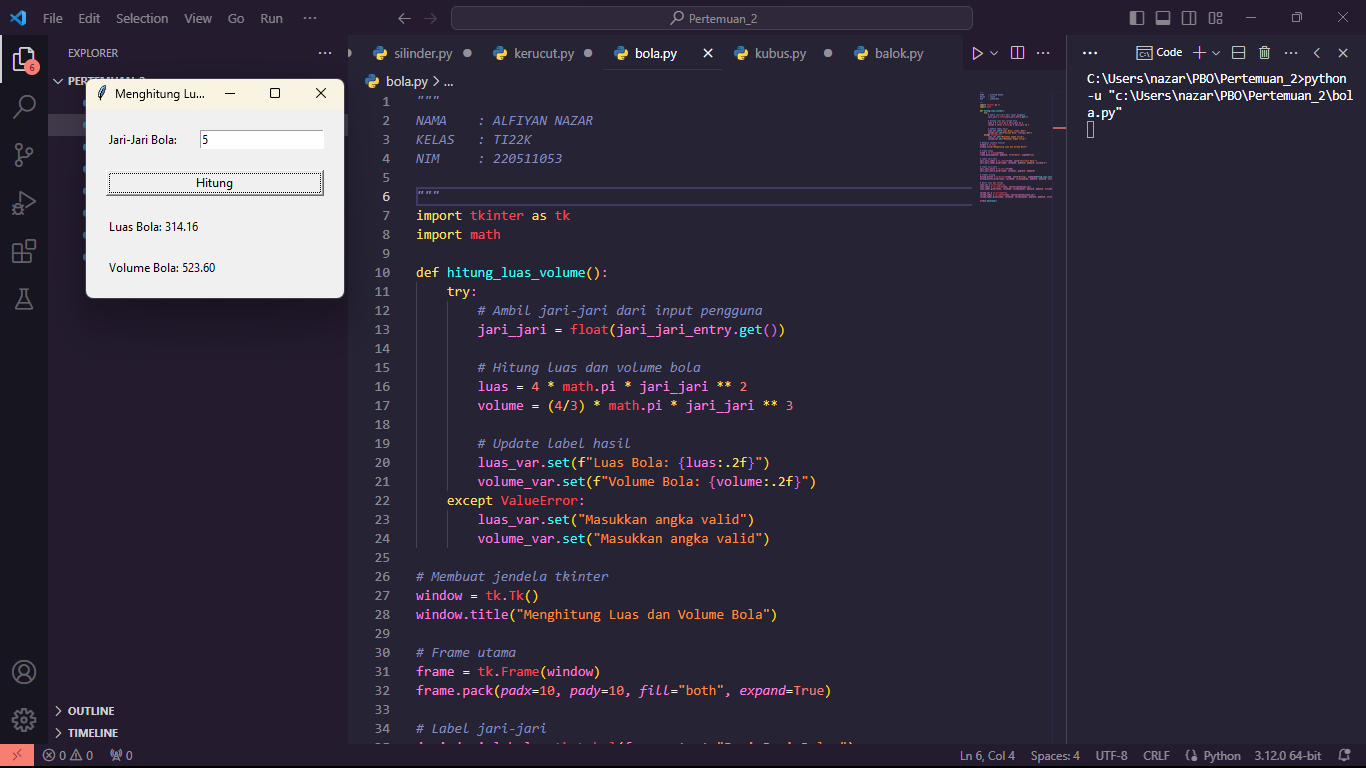 File Edit Selection View Go Run ··· Pertemuan_2
EXPLORER ···
6
Menghitung Lu...
Jari-Jari Bola: 5
Hitung
Luas Bola: 314.16
Volume Bola: 523.60
OUTLINE
TIMELINE
silinder.py kerucut.py bola.py kubus.py balok.py ···
bola.py > ...
1 """
2 NAMA : ALFIYAN NAZAR
3 KELAS : TI22K
4 NIM : 220511053
5
6 """
7 import tkinter as tk
8 import math
9
10 def hitung_luas_volume():
11 try:
12 # Ambil jari-jari dari input pengguna
13 jari_jari = float(jari_jari_entry.get())
14
15 # Hitung luas dan volume bola
16 luas = 4 * math.pi * jari_jari ** 2
17 volume = (4/3) * math.pi * jari_jari ** 3
18
19 # Update label hasil
20 luas_var.set(f"Luas Bola: {luas:.2f}")
21 volume_var.set(f"Volume Bola: {volume:.2f}")
22 except ValueError:
23 luas_var.set("Masukkan angka valid")
24 volume_var.set("Masukkan angka valid")
25
26 # Membuat jendela tkinter
27 window = tk.Tk()
28 window.title("Menghitung Luas dan Volume Bola")
29
30 # Frame utama
31 frame = tk.Frame(window)
32 frame.pack(padx=10, pady=10, fill="both", expand=True)
33
34 # Label jari-jari
··· Code ···
C:\Users\nazar\PBO\Pertemuan_2>python
-u "c:\Users\nazar\PBO\Pertemuan_2\bol
a.py"
0 0 0 Ln 6, Col 4 Spaces: 4 UTF-8 CRLF Python 3.12.0 64-bit